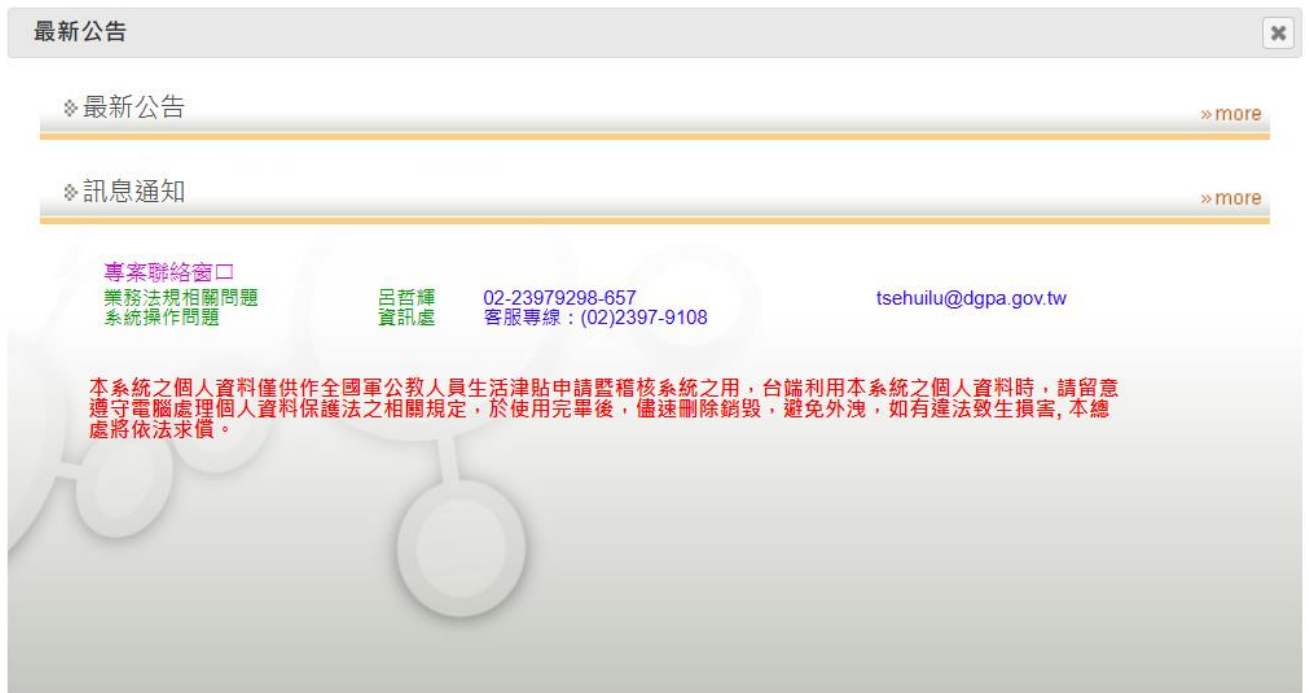 最新公告
最新公告
»more
訊息通知
»more
專案聯絡窗口
業務法規相關問題 呂哲輝 02-23979298-657 tsehuilu@dgpa.gov.tw
系統操作問題 資訊處 客服專線：(02)2397-9108
本系統之個人資料僅供作全國軍公教人員生活津貼申請暨稽核系統之用，台端利用本系統之個人資料時，請留意
遵守電腦處理個人資料保護法之相關規定，於使用完畢後，儘速刪除銷毀，避免外洩，如有違法致生損害, 本總
處將依法求償。